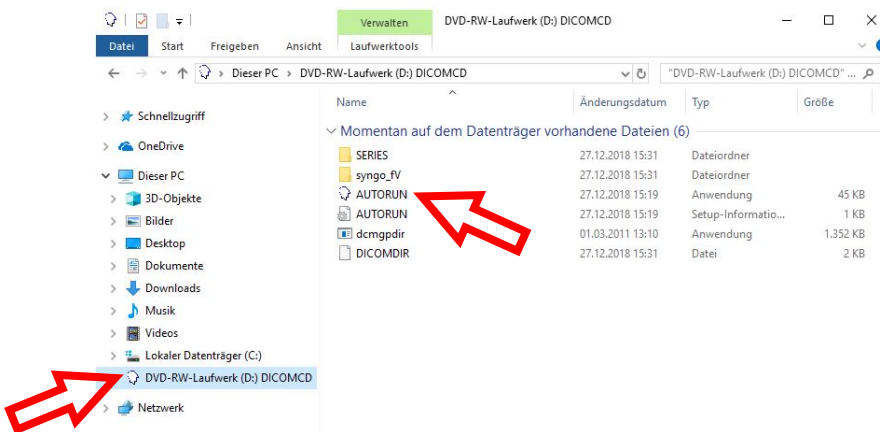 Verwalten DVD-RW-Laufwerk (D:) DICOMCD
Datei Start Freigeben Ansicht Laufwerktools
Dieser PC > DVD-RW-Laufwerk (D:) DICOMCD "DVD-RW-Laufwerk (D:) DICOMCD" ...
Name Änderungsdatum Typ Größe
Schnellzugriff
OneDrive
Dieser PC
3D-Objekte
Bilder
Desktop
Dokumente
Downloads
Musik
Videos
Lokaler Datenträger (C:)
DVD-RW-Laufwerk (D:) DICOMCD
Netzwerk
Momentan auf dem Datenträger vorhandene Dateien (6)
SERIES 27.12.2018 15:31 Dateiordner
syngo_fV 27.12.2018 15:31 Dateiordner
AUTORUN 27.12.2018 15:19 Anwendung 45 KB
AUTORUN 27.12.2018 15:19 Setup-Informatio... 1 KB
dcmgpdir 01.03.2011 13:10 Anwendung 1.352 KB
DICOMDIR 27.12.2018 15:31 Datei 2 KB